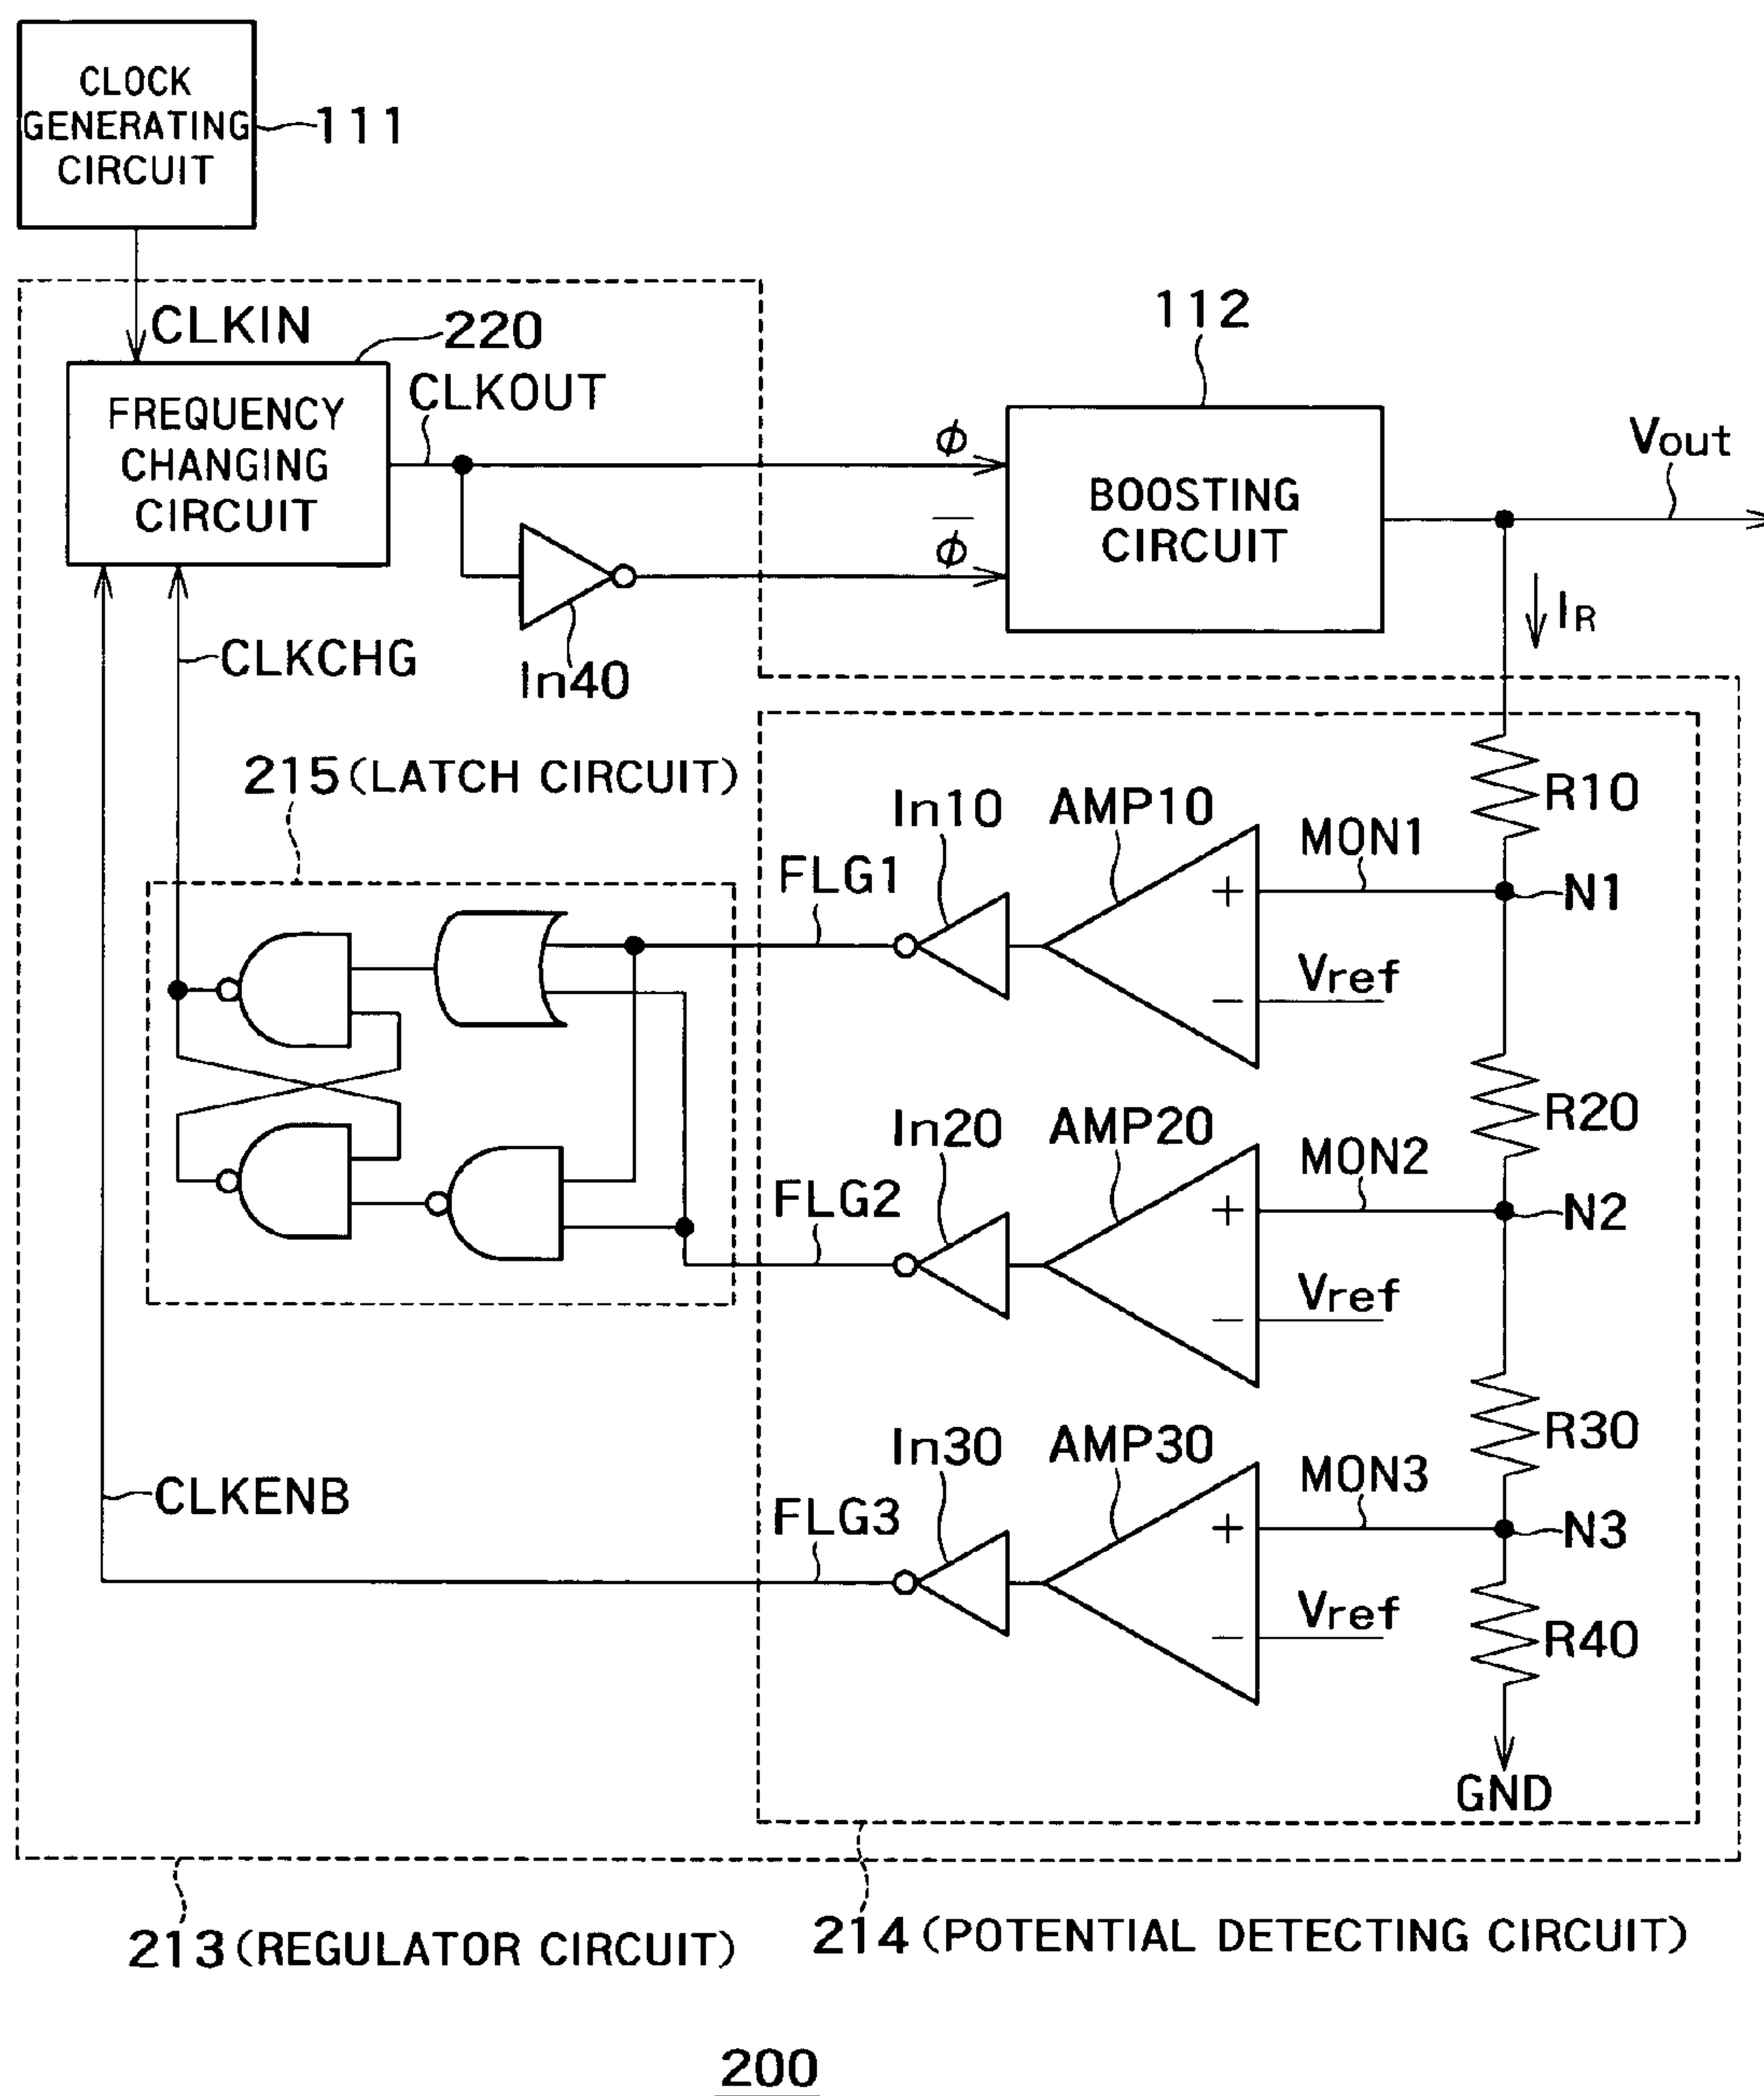 CLOCK
GENERATING
CIRCUIT
111
CLKIN
220
112
FREQUENCY
CHANGING
CIRCUIT
CLKOUT
ϕ
ϕ̅
BOOSTING
CIRCUIT
Vout
IR
CLKCHG
In40
215 (LATCH CIRCUIT)
R10
In10
AMP10
MON1
FLG1
+
N1
Vref
−
R20
In20
AMP20
MON2
FLG2
+
N2
Vref
−
R30
In30
AMP30
MON3
CLKENB
FLG3
+
N3
Vref
−
R40
GND
213 (REGULATOR CIRCUIT)
214 (POTENTIAL DETECTING CIRCUIT)
200